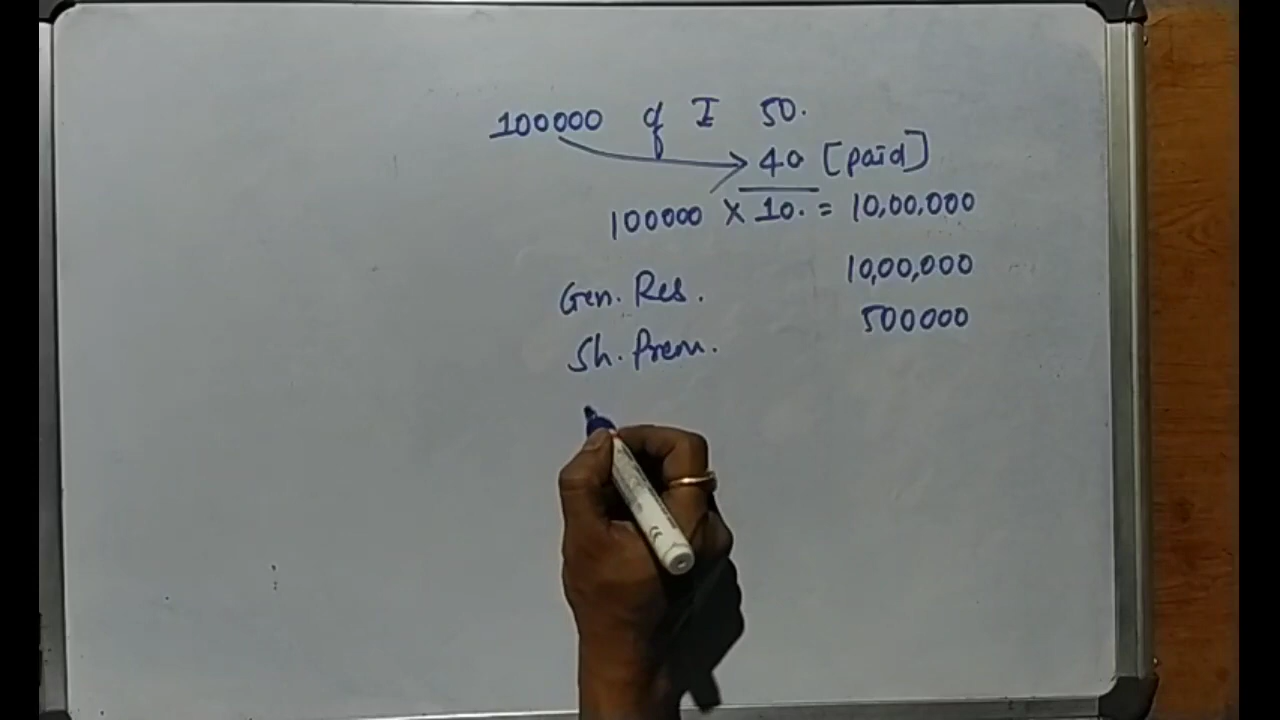 100000 of I 50.
40 [paid]
100000 X 10. = 10,00,000
Gen. Res. 10,00,000
Sh. Prem. 500000